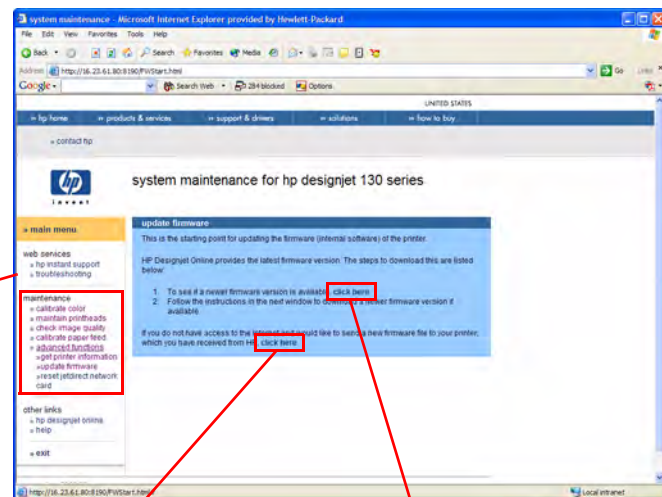 system maintenance - Microsoft Internet Explorer provided by Hewlett-Packard
File Edit View Favorites Tools Help
Back Search Favorites Media
Address http://16.23.61.80:8190/FWStart.html Go Links
Google Search Web 284 blocked Options
UNITED STATES
» hp home » products & services » support & drivers » solutions » how to buy
» contact hp
hp
invent
system maintenance for hp designjet 130 series
» main menu
web services
» hp instant support
» troubleshooting
maintenance
» calibrate color
» maintain printheads
» check image quality
» calibrate paper feed
» advanced functions
»get printer information
»update firmware
»reset jetdirect network
card
other links
» hp designjet online
» help
» exit
update firmware
This is the starting point for updating the firmware (internal software) of the printer.
HP Designjet Online provides the latest firmware version. The steps to download this are listed
below:
1. To see if a newer firmware version is available, click here.
2. Follow the instructions in the next window to download a newer firmware version if
available.
If you do not have access to the Internet and would like to send a new firmware file to your printer,
which you have received from HP, click here.
http://16.23.61.80:8190/FWStart.html
Local intranet